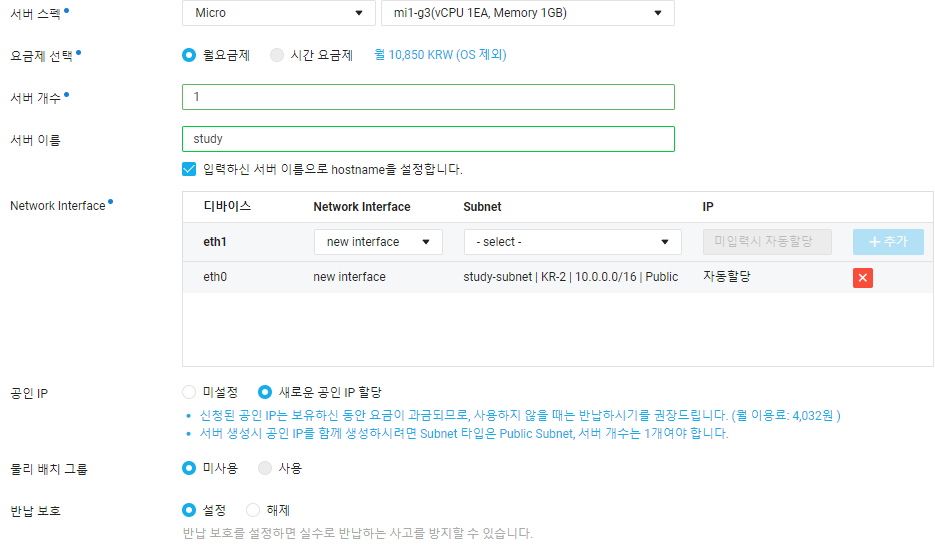 서버 스펙 Micro mi1-g3(vCPU 1EA, Memory 1GB)
요금제 선택 월요금제 시간 요금제 월 10,850 KRW (OS 제외)
서버 개수 1
서버 이름 study
입력하신 서버 이름으로 hostname을 설정합니다.
Network Interface 디바이스 Network Interface Subnet IP
eth1 new interface - select - 미입력시 자동할당 + 추가
eth0 new interface study-subnet | KR-2 | 10.0.0.0/16 | Public 자동할당
공인 IP 미설정 새로운 공인 IP 할당
• 신청된 공인 IP는 보유하신 동안 요금이 과금되므로, 사용하지 않을 때는 반납하시기를 권장드립니다. (월 이용료: 4,032원 )
• 서버 생성시 공인 IP를 함께 생성하시려면 Subnet 타입은 Public Subnet, 서버 개수는 1개여야 합니다.
물리 배치 그룹 미사용 사용
반납 보호 설정 해제
반납 보호를 설정하면 실수로 반납하는 사고를 방지할 수 있습니다.